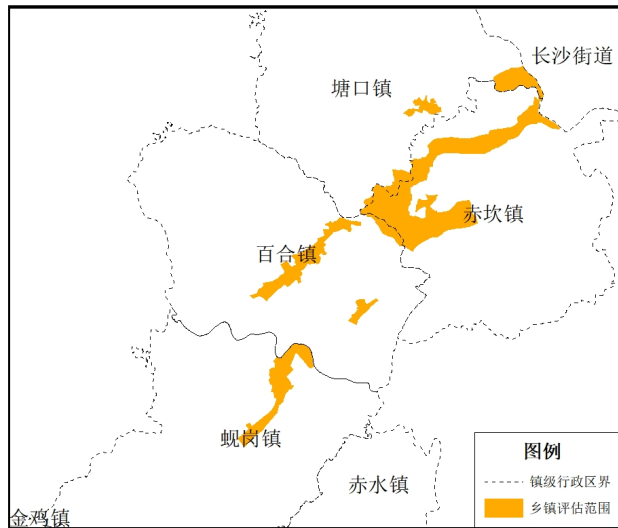 长沙街道
塘口镇
赤坎镇
百合镇
蚬岗镇
赤水镇
金鸡镇
图例
镇级行政区界
乡镇评估范围